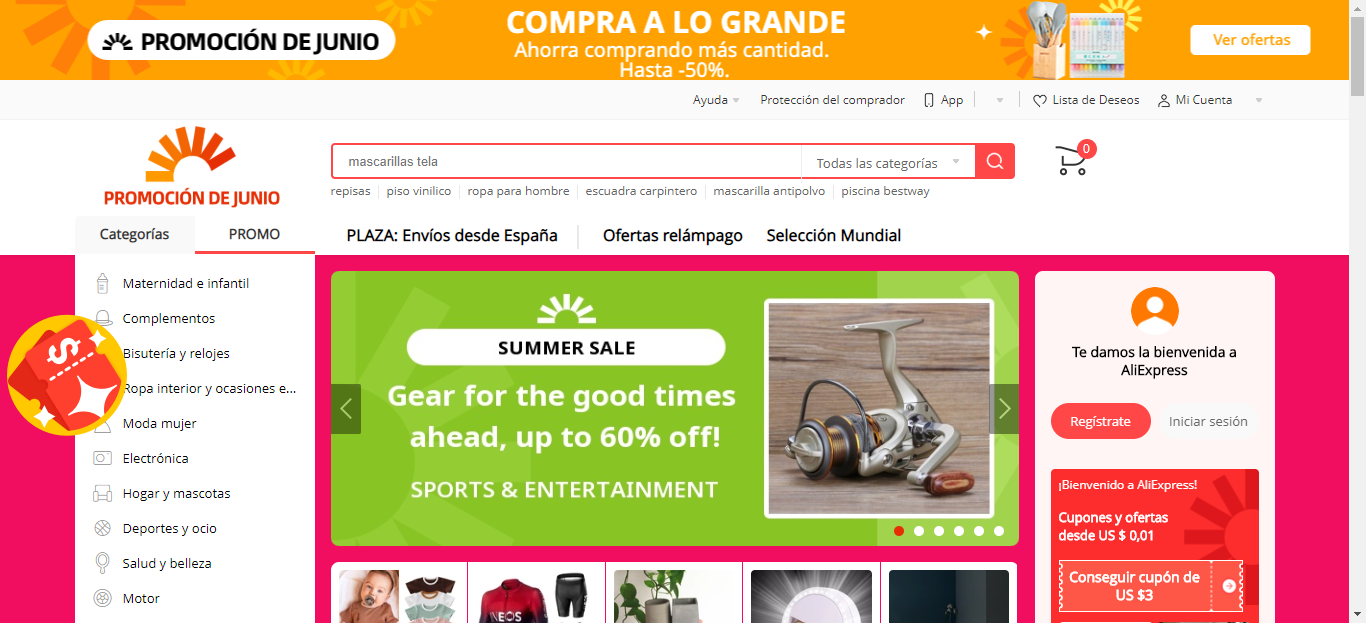 PROMOCIÓN DE JUNIO
COMPRA A LO GRANDE
Ahorra comprando más cantidad.
Hasta -50%.
Ver ofertas
Ayuda
Protección del comprador
App
Lista de Deseos
Mi Cuenta
PROMOCIÓN DE JUNIO
mascarillas tela
Todas las categorías
0
repisas
piso vinilico
ropa para hombre
escuadra carpintero
mascarilla antipolvo
piscina bestway
Categorías
PROMO
PLAZA: Envíos desde España
Ofertas relámpago
Selección Mundial
Maternidad e infantil
Complementos
Bisutería y relojes
Ropa interior y ocasiones e...
Moda mujer
Electrónica
Hogar y mascotas
Deportes y ocio
Salud y belleza
Motor
$
SUMMER SALE
Gear for the good times
ahead, up to 60% off!
SPORTS & ENTERTAINMENT
Te damos la bienvenida a
AliExpress
Regístrate
Iniciar sesión
¡Bienvenido a AliExpress!
Cupones y ofertas
desde US $ 0,01
Conseguir cupón de
US $3
INEOS